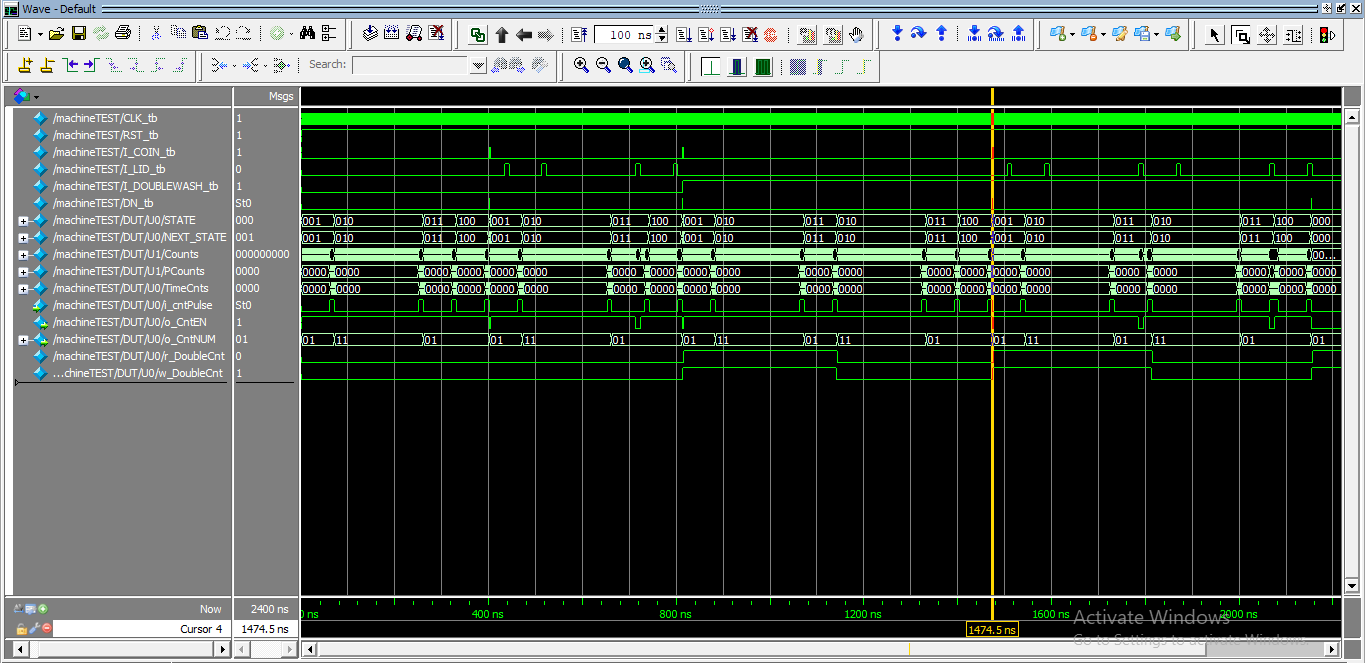 Wave - Default
100 ns
Search:
Msgs
/machineTEST/CLK_tb 1
/machineTEST/RST_tb 1
/machineTEST/I_COIN_tb 1
/machineTEST/I_LID_tb 0
/machineTEST/I_DOUBLEWASH_tb 1
/machineTEST/DN_tb St0
/machineTEST/DUT/U0/STATE 000 001 010 011 100 001 010 011 100 001 010 011 010 011 100 001 010 011 010 011 100 000
/machineTEST/DUT/U0/NEXT_STATE 001 001 010 011 100 001 010 011 100 001 010 011 010 011 100 001 010 011 010 011 100 000
/machineTEST/DUT/U1/Counts 000000000 00...
/machineTEST/DUT/U1/PCounts 0000 0000 0000 0000 0000 0000 0000 0000 0000 0000 0000 0000 0000 0000 0000 0000 0000 0000 0000 0000 0000 0000
/machineTEST/DUT/U0/TimeCnts 0000 0000 0000 0000 0000 0000 0000 0000 0000 0000 0000 0000 0000 0000 0000 0000 0000 0000 0000 0000 0000 0000
/machineTEST/DUT/U0/i_cntPulse St0
/machineTEST/DUT/U0/o_CntEN 1
/machineTEST/DUT/U0/o_CntNUM 01 01 11 01 01 11 01 01 11 01 11 01 01 11 01 11 01 01
/machineTEST/DUT/U0/r_DoubleCnt 0
...chineTEST/DUT/U0/w_DoubleCnt 1
Now 2400 ns 0 ns 400 ns 800 ns 1200 ns 1600 ns 2000 ns
Activate Windows
Cursor 4 1474.5 ns 1474.5 ns
Go to Settings to activate Windows.